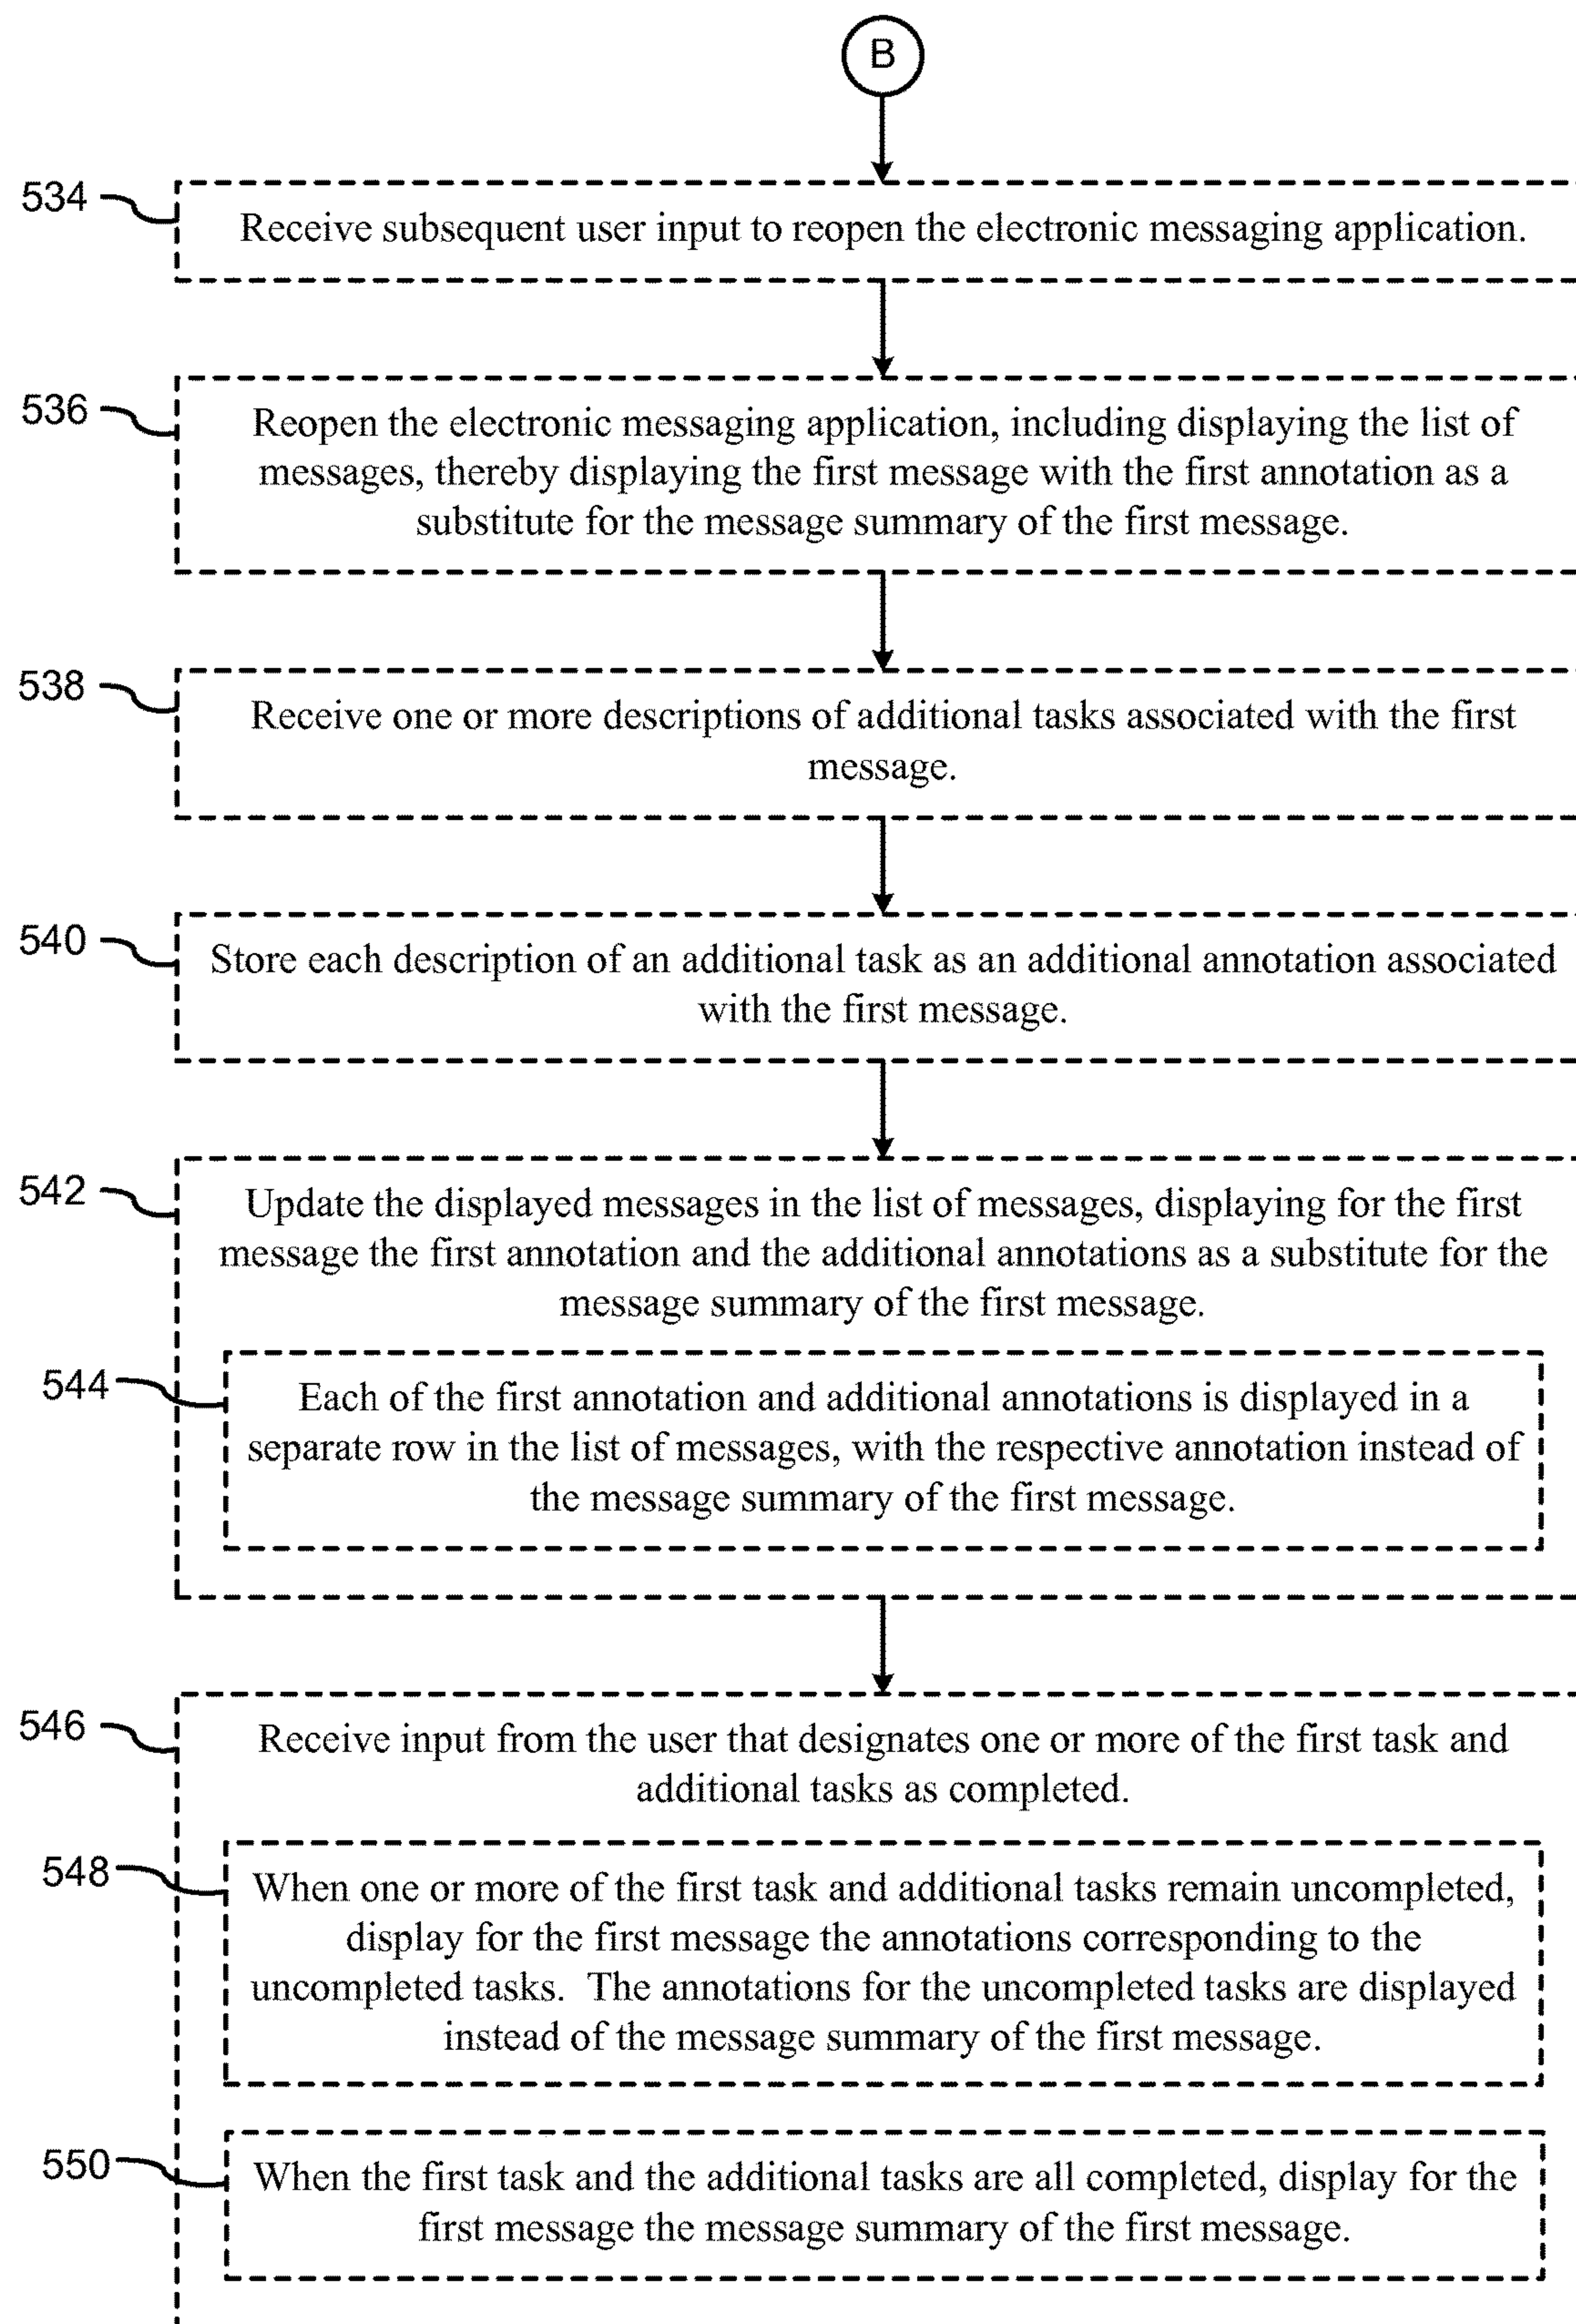 B
534
Receive subsequent user input to reopen the electronic messaging application.
536
Reopen the electronic messaging application, including displaying the list of
messages, thereby displaying the first message with the first annotation as a
substitute for the message summary of the first message.
538
Receive one or more descriptions of additional tasks associated with the first
message.
540
Store each description of an additional task as an additional annotation associated
with the first message.
542
Update the displayed messages in the list of messages, displaying for the first
message the first annotation and the additional annotations as a substitute for the
message summary of the first message.
544
Each of the first annotation and additional annotations is displayed in a
separate row in the list of messages, with the respective annotation instead of
the message summary of the first message.
546
Receive input from the user that designates one or more of the first task and
additional tasks as completed.
548
When one or more of the first task and additional tasks remain uncompleted,
display for the first message the annotations corresponding to the
uncompleted tasks.  The annotations for the uncompleted tasks are displayed
instead of the message summary of the first message.
550
When the first task and the additional tasks are all completed, display for the
first message the message summary of the first message.